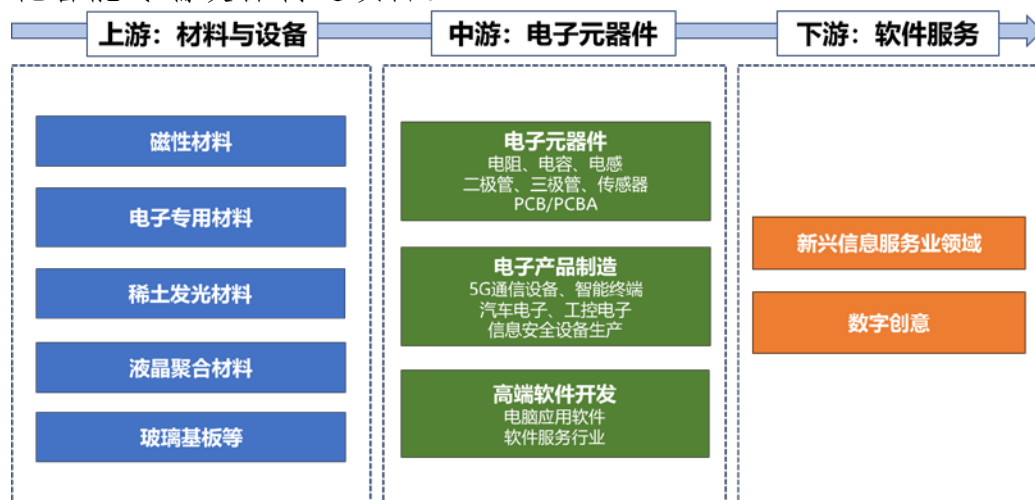 上游：材料与设备
中游：电子元器件
下游：软件服务
磁性材料
电子专用材料
稀土发光材料
液晶聚合材料
玻璃基板等
电子元器件
电阻、电容、电感
二极管、三极管、传感器
PCB/PCBA
电子产品制造
5G通信设备、智能终端
汽车电子、工控电子
信息安全设备生产
高端软件开发
电脑应用软件
软件服务行业
新兴信息服务业领域
数字创意